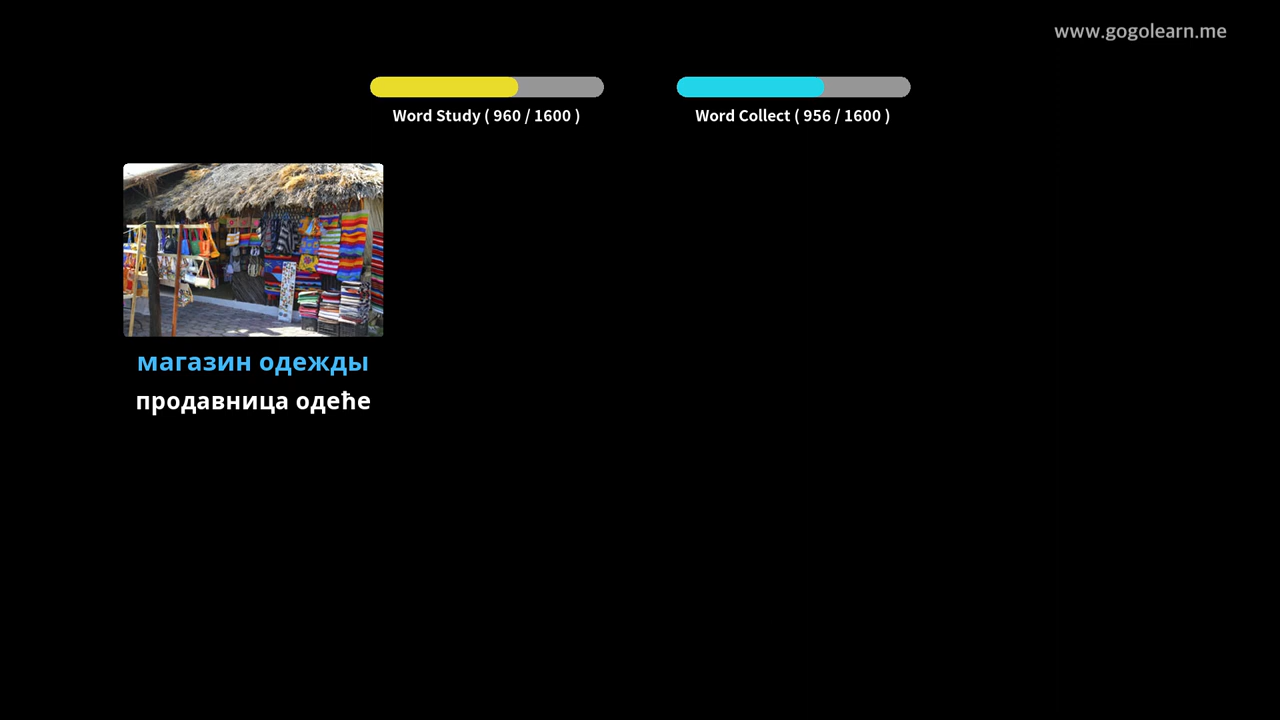 www.gogolearn.me
Word Study ( 960 / 1600 )
Word Collect ( 956 / 1600 )
магазин одежды
продавница одеће